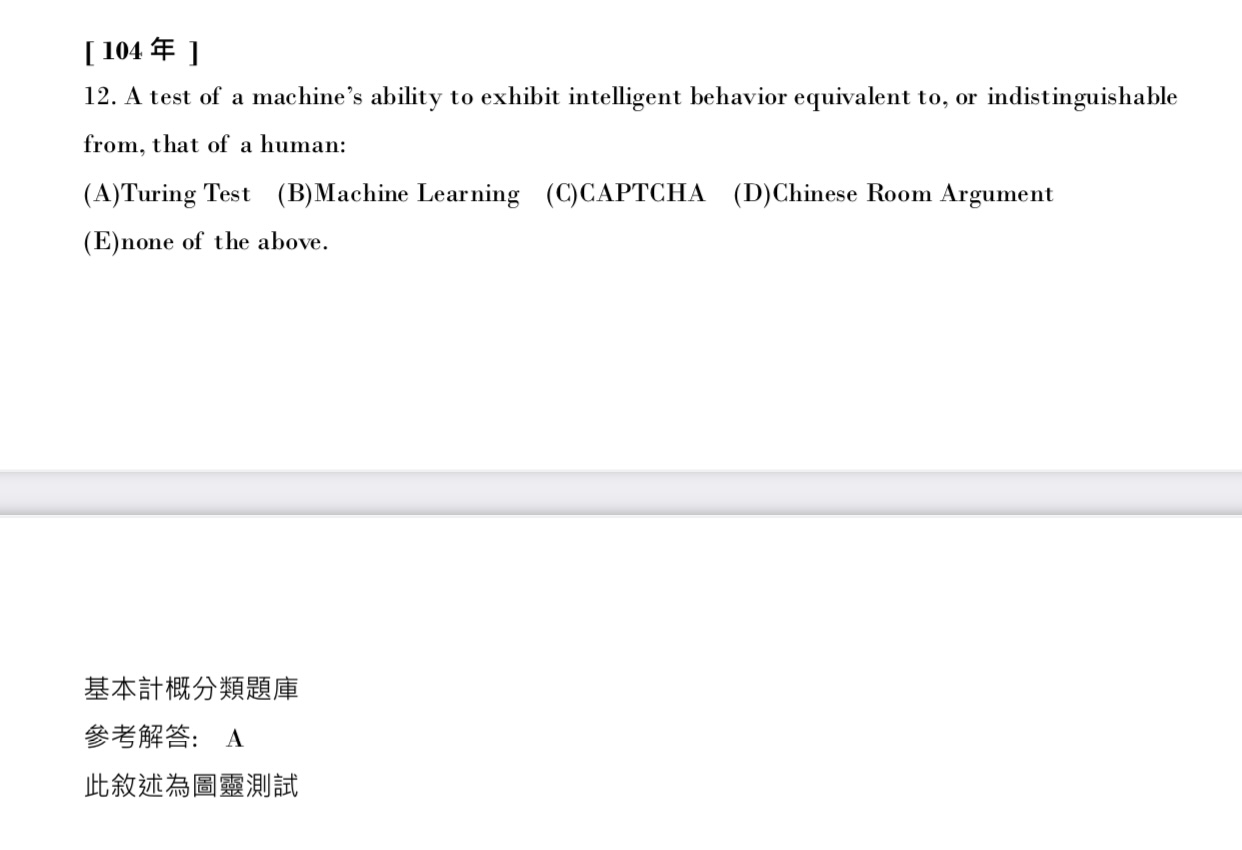 [ 104 年 ]
12. A test of a machine’s ability to exhibit intelligent behavior equivalent to, or indistinguishable
from, that of a human:
(A)Turing Test (B)Machine Learning (C)CAPTCHA (D)Chinese Room Argument
(E)none of the above.
基本計概分類題庫
參考解答: A
此敘述為圖靈測試